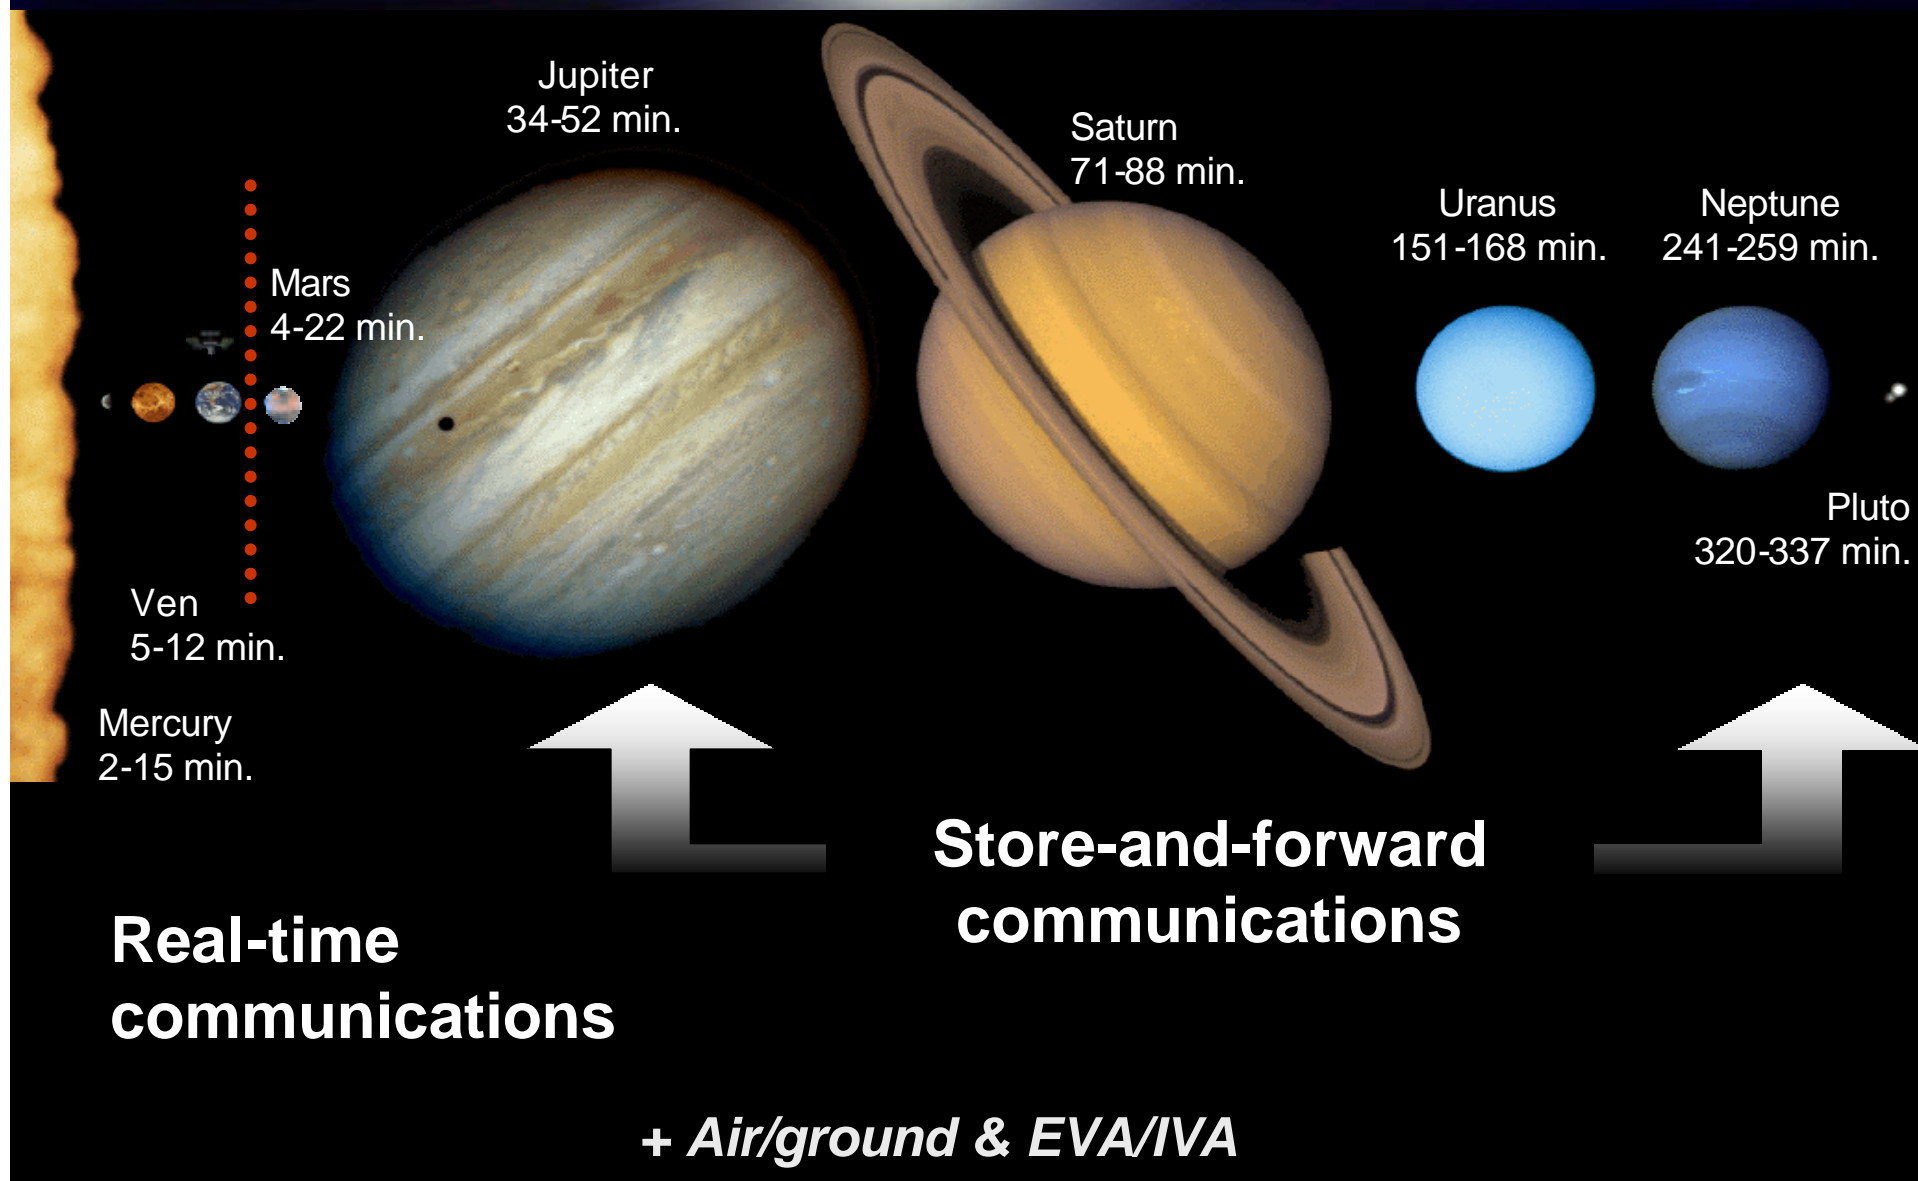 Jupiter
34-52 min.
Saturn
71-88 min.
Uranus
151-168 min.
Neptune
241-259 min.
Mars
4-22 min.
Pluto
320-337 min.
Ven
5-12 min.
Mercury
2-15 min.
Store-and-forward
communications
Real-time
communications
+ Air/ground & EVA/IVA